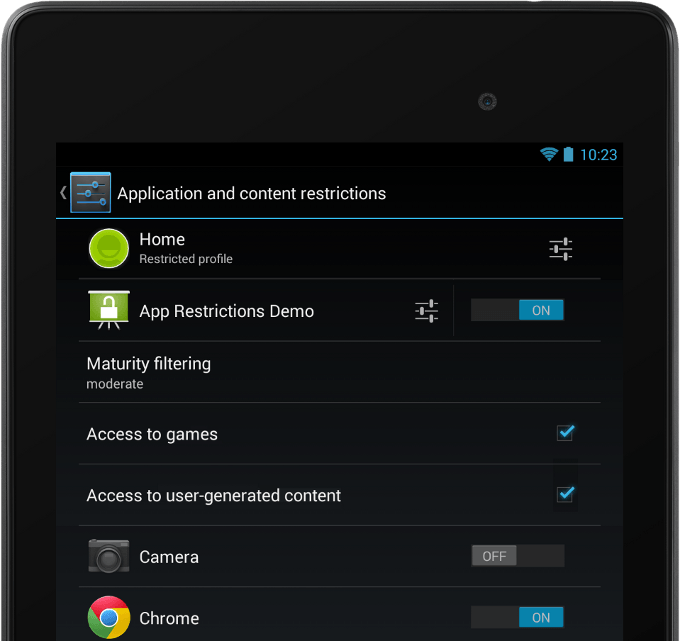 10:23
Application and content restrictions
Home
Restricted profile
App Restrictions Demo
ON
Maturity filtering
moderate
Access to games
Access to user-generated content
Camera
OFF
Chrome
ON